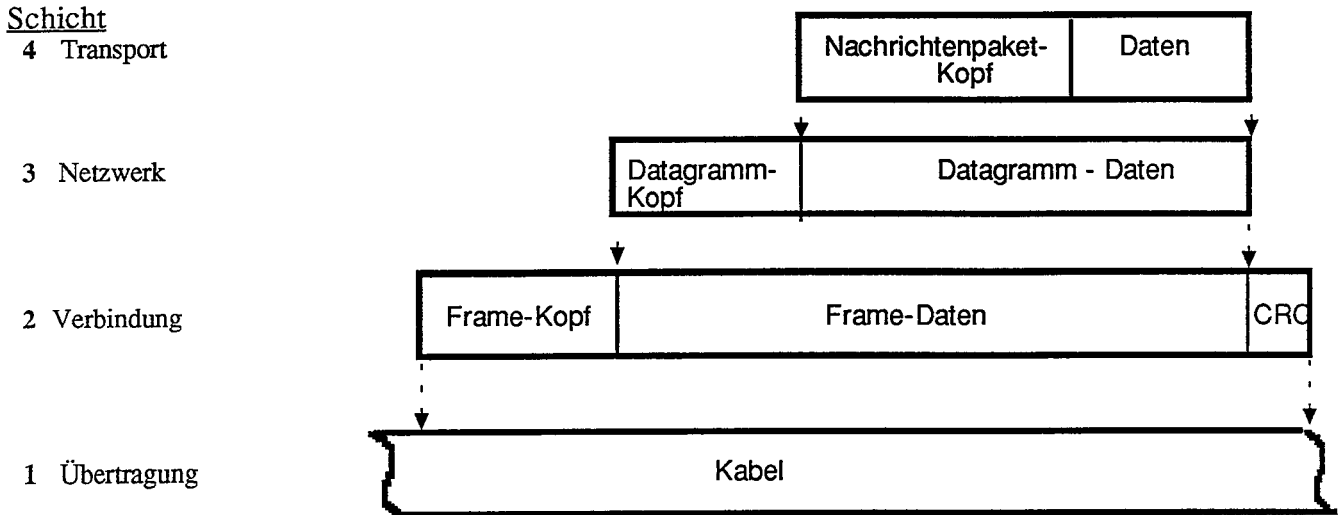 Schicht
4 Transport
Nachrichtenpaket-
Kopf
Daten
3 Netzwerk
Datagramm-
Kopf
Datagramm - Daten
2 Verbindung
Frame-Kopf
Frame-Daten
CRC
1 Übertragung
Kabel